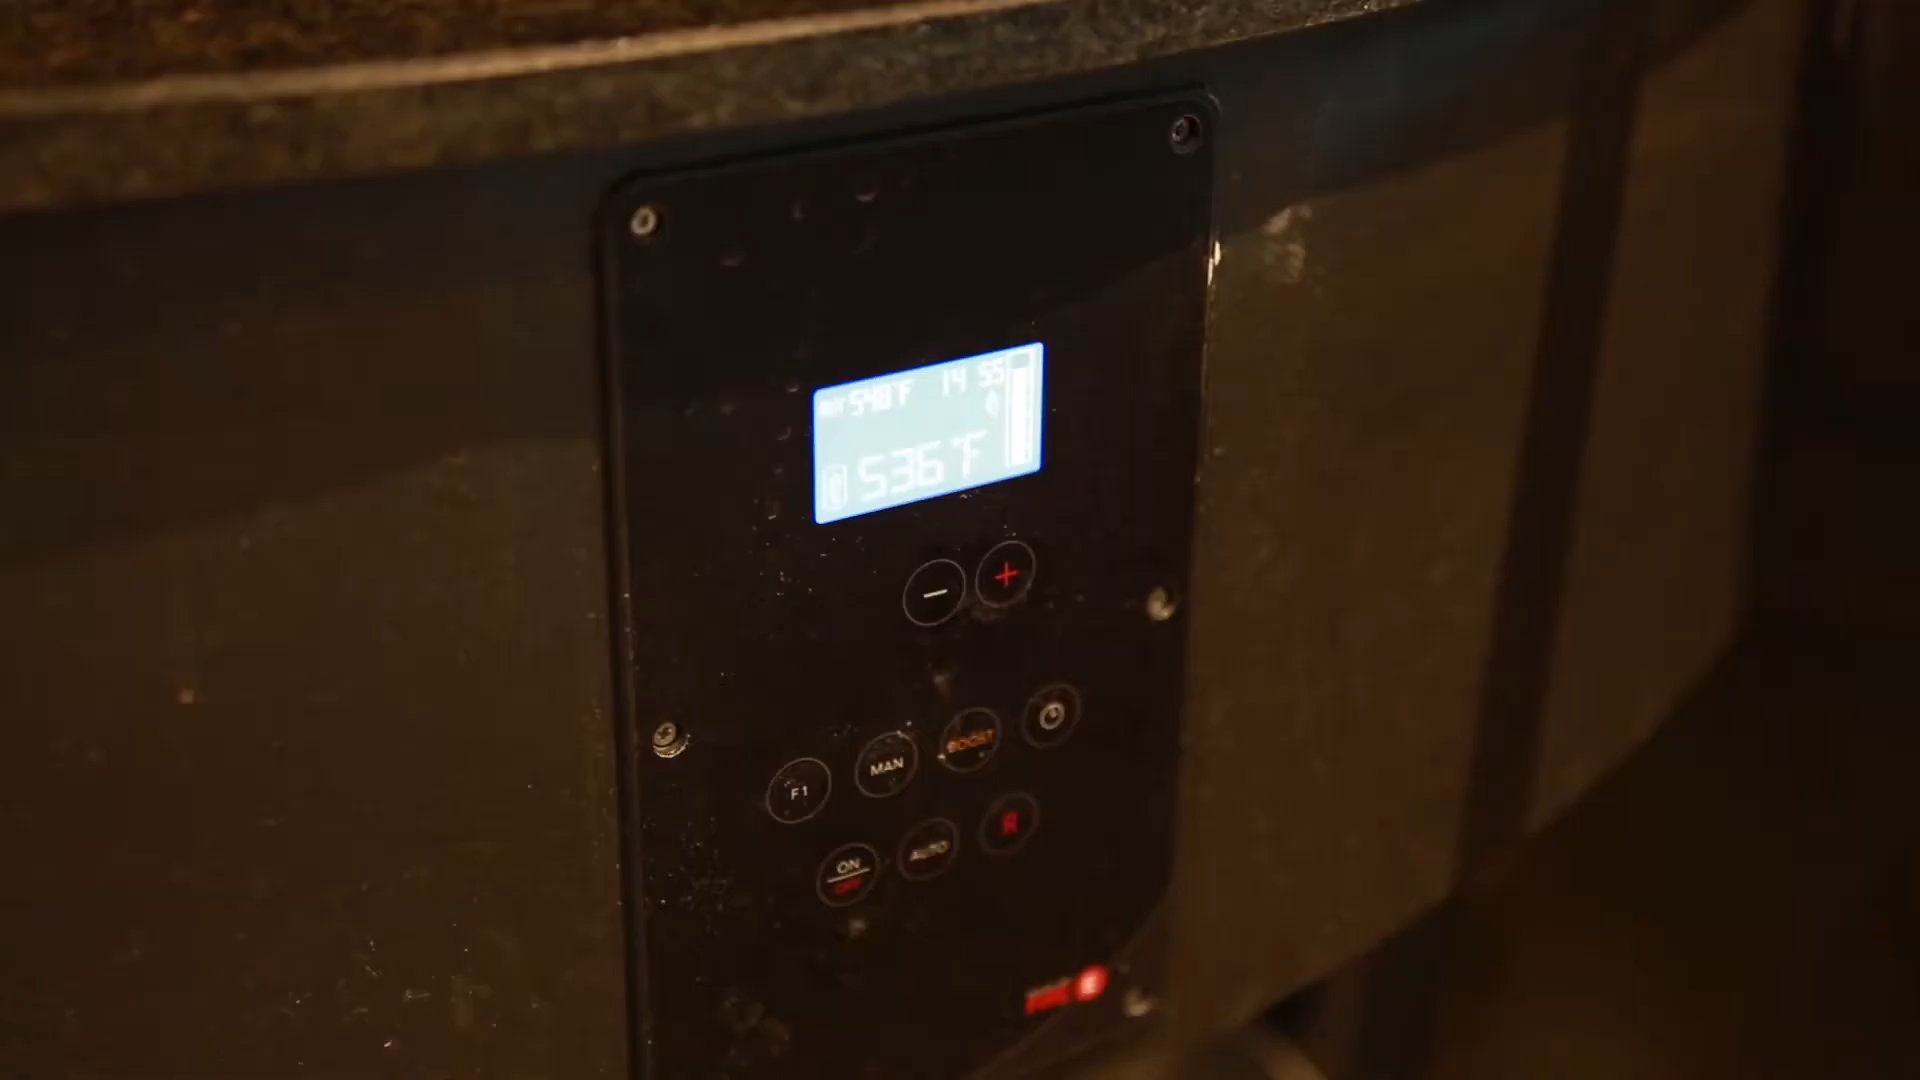 540°F 14 55
536°F
— +
F1 MAN BOOST
ON AUTO R
OFF